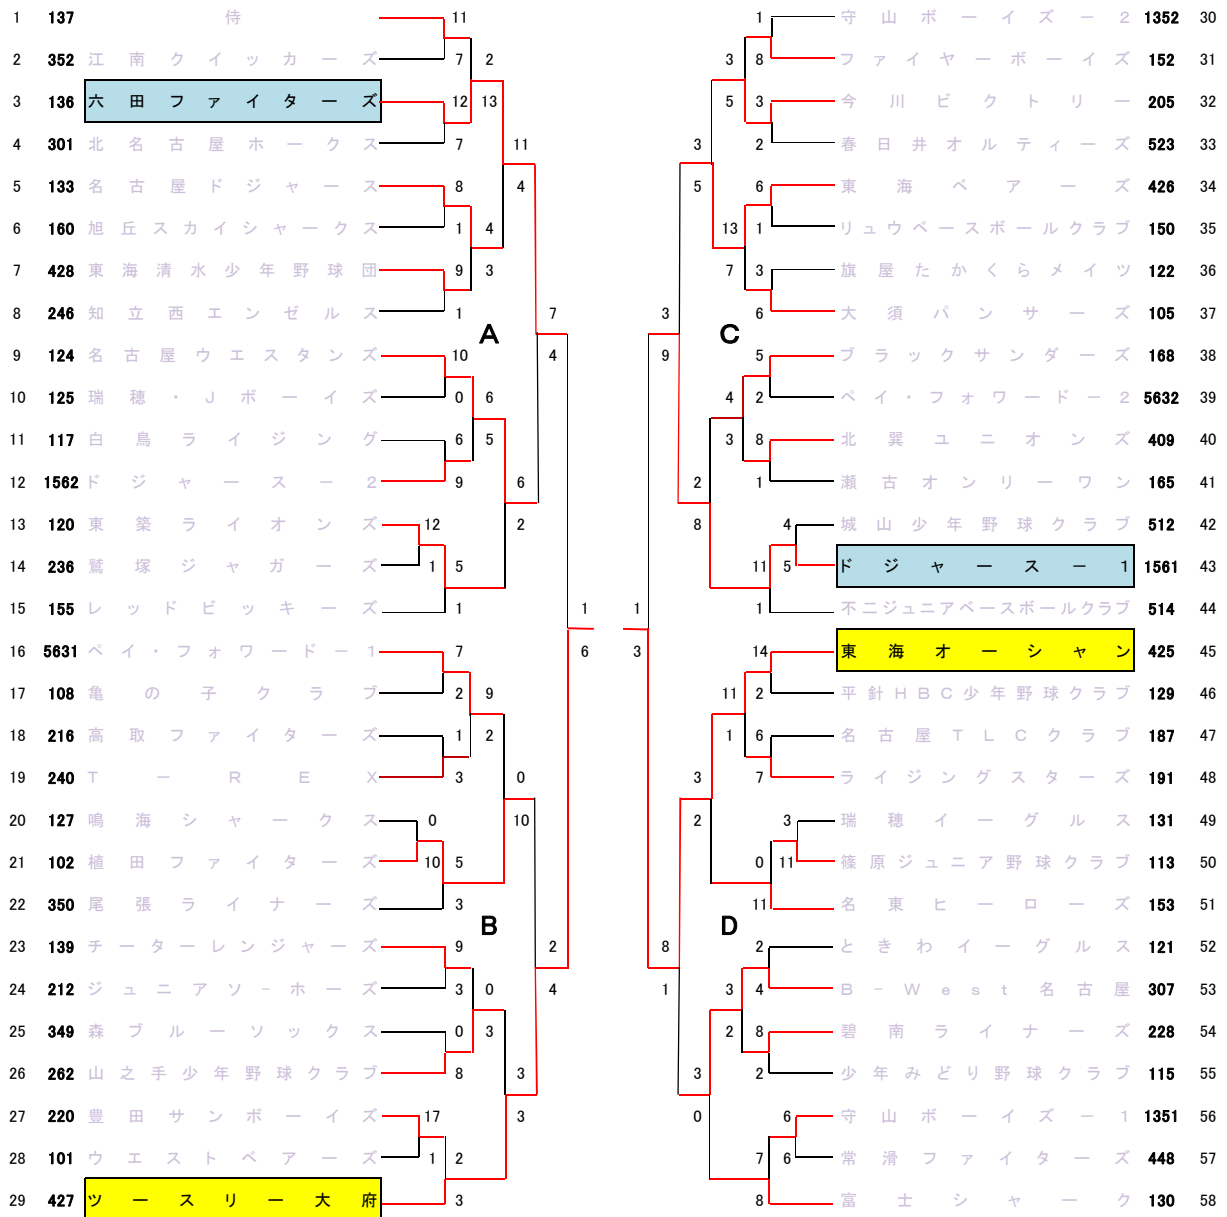 1 137 侍 11 1 守山ボーイズ－2 1352 30
2 352 江南クイッカーズ 7 2 3 8 ファイヤーボーイズ 152 31
3 136 六田ファイターズ 12 13 5 3 今川ビクトリー 205 32
4 301 北名古屋ホークス 7 11 3 2 春日井オルティーズ 523 33
5 133 名古屋ドジャース 8 4 5 6 東海ベアーズ 426 34
6 160 旭丘スカイシャークス 1 4 13 1 リュウベースボールクラブ 150 35
7 428 東海清水少年野球団 9 3 7 3 旗屋たかくらメイツ 122 36
8 246 知立西エンゼルス 1 7 3 6 大須パンサーズ 105 37
A C
9 124 名古屋ウエスタンズ 10 4 9 5 ブラックサンダーズ 168 38
10 125 瑞穂・Jボーイズ 0 6 4 2 ペイ・フォワード－2 5632 39
11 117 白鳥ライジング 6 5 3 8 北巽ユニオンズ 409 40
12 1562 ドジャース－2 9 6 2 1 瀬古オンリーワン 165 41
13 120 東築ライオンズ 12 2 8 4 城山少年野球クラブ 512 42
14 236 鷲塚ジャガーズ 1 5 11 5 ドジャース－1 1561 43
15 155 レッドビッキーズ 1 1 1 1 不二ジュニアベースボールクラブ 514 44
16 5631 ペイ・フォワード－1 7 6 3 14 東海オーシャン 425 45
17 108 亀の子クラブ 2 9 11 2 平針HBC少年野球クラブ 129 46
18 216 高取ファイターズ 1 2 1 6 名古屋TLCクラブ 187 47
19 240 T－REX 3 0 3 7 ライジングスターズ 191 48
20 127 鳴海シャークス 0 10 2 3 瑞穂イーグルス 131 49
21 102 植田ファイターズ 10 5 0 11 篠原ジュニア野球クラブ 113 50
22 350 尾張ライナーズ 3 11 名東ヒーローズ 153 51
B D
23 139 チーターレンジャーズ 9 2 8 2 ときわイーグルス 121 52
24 212 ジュニアソ-ホーズ 3 0 4 1 3 4 B-West名古屋 307 53
25 349 森ブルーソックス 0 3 2 8 碧南ライナーズ 228 54
26 262 山之手少年野球クラブ 8 3 3 2 少年みどり野球クラブ 115 55
27 220 豊田サンボーイズ 17 3 0 6 守山ボーイズ－1 1351 56
28 101 ウエストベアーズ 1 2 7 6 常滑ファイターズ 448 57
29 427 ツースリー大府 3 8 富士シャーク 130 58